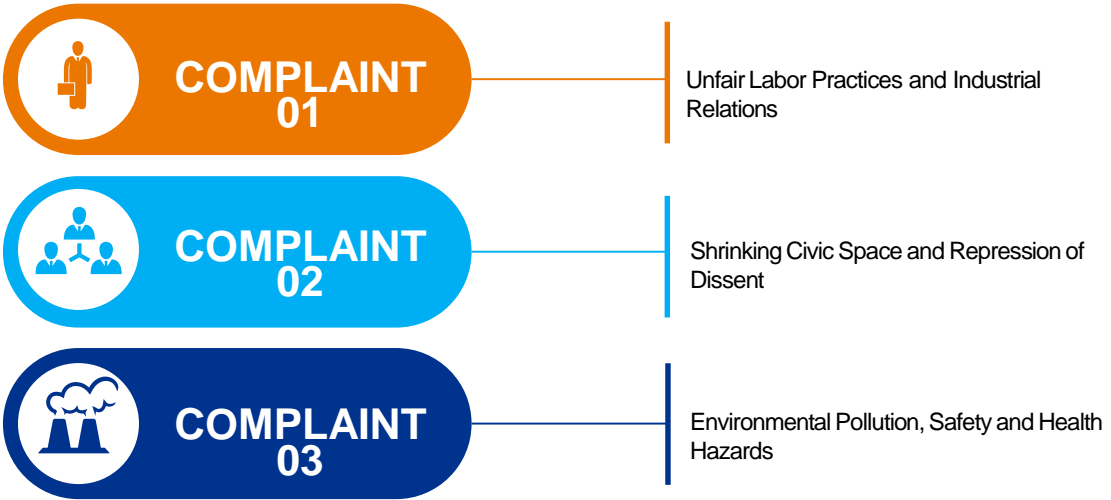 COMPLAINT
01
Unfair Labor Practices and Industrial
Relations
COMPLAINT
02
Shrinking Civic Space and Repression of
Dissent
COMPLAINT
03
Environmental Pollution, Safety and Health
Hazards